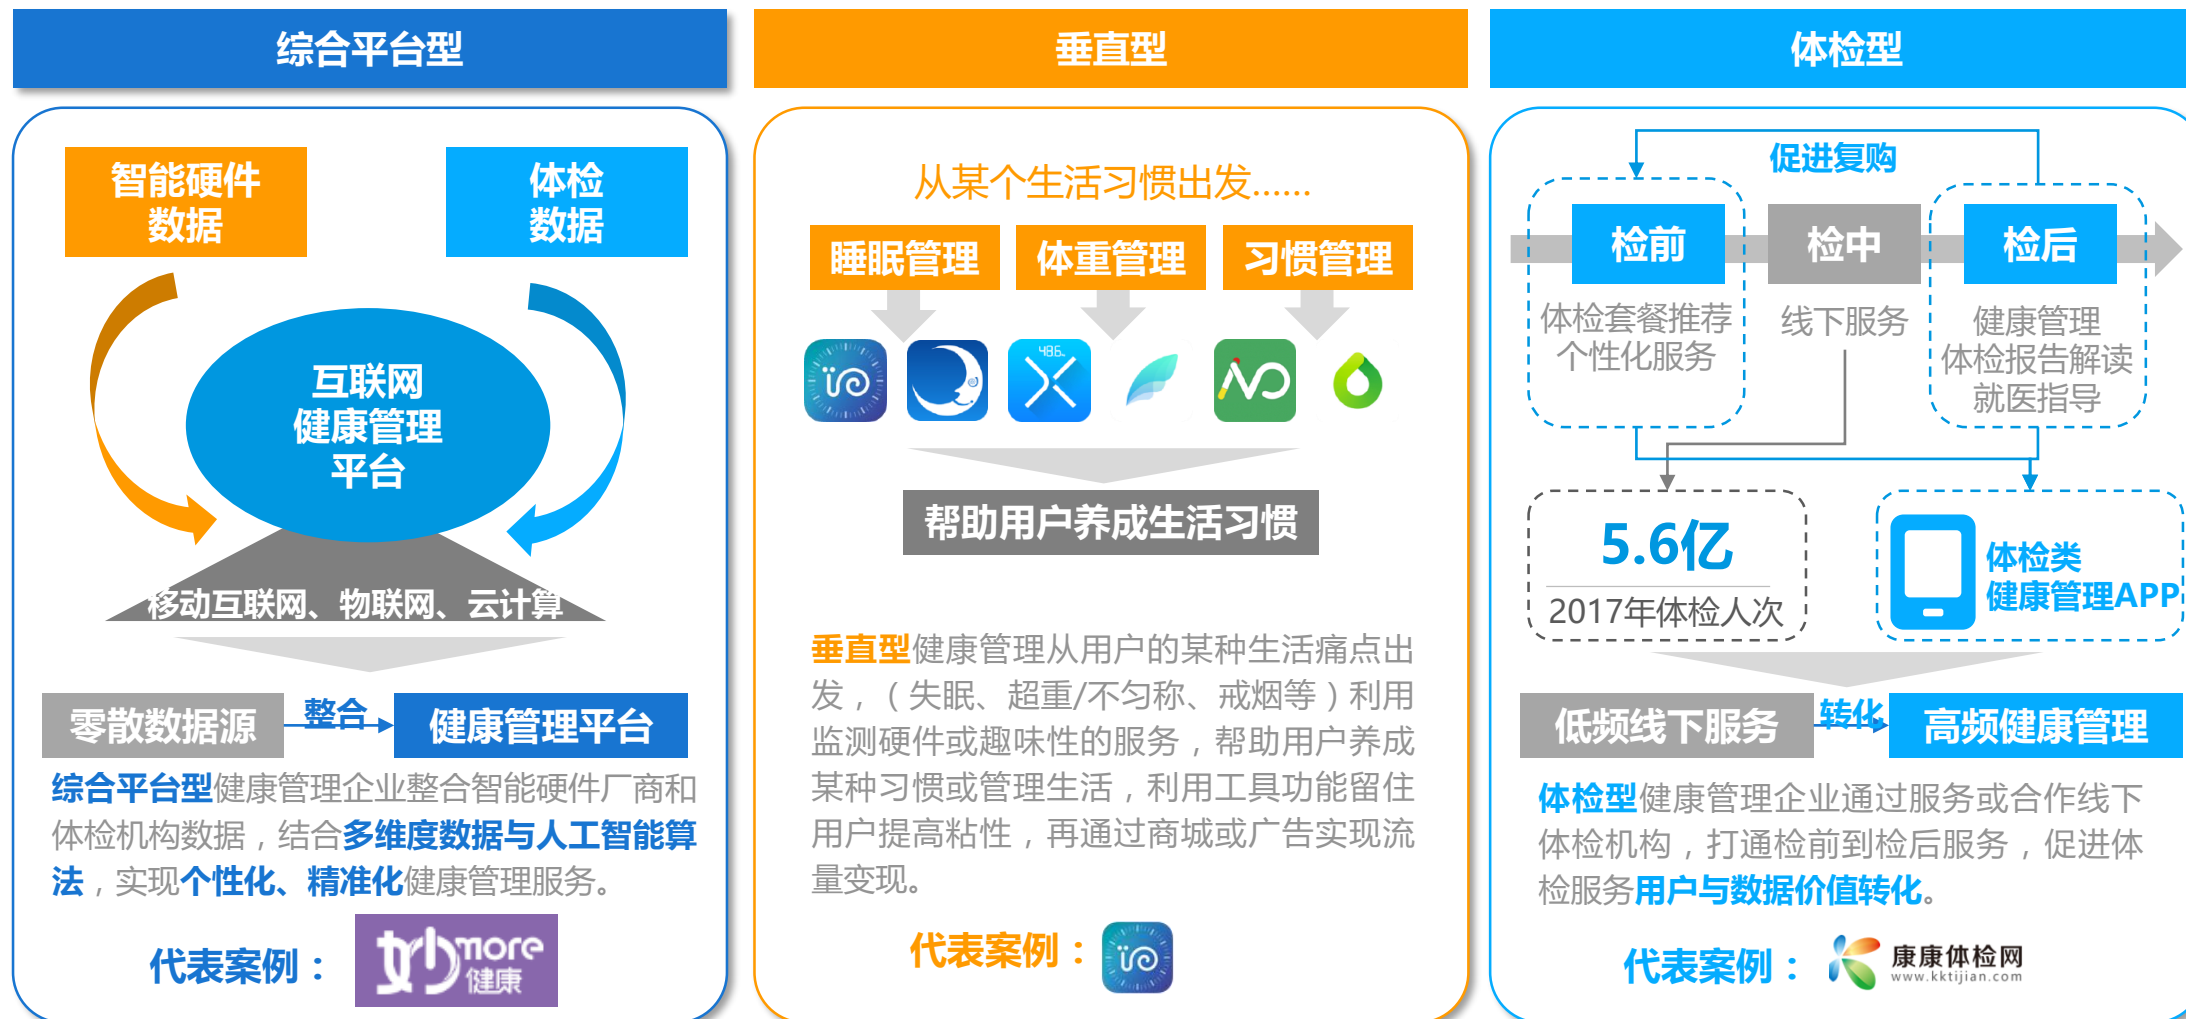 综合平台型
智能硬件
数据
体检
数据
互联网
健康管理
平台
移动互联网、物联网、云计算
零散数据源
整合
健康管理平台
综合平台型健康管理企业整合智能硬件厂商和
体检机构数据，结合多维度数据与人工智能算
法，实现个性化、精准化健康管理服务。
代表案例：
妙more
健康
垂直型
从某个生活习惯出发……
睡眠管理
体重管理
习惯管理
48.6
帮助用户养成生活习惯
垂直型健康管理从用户的某种生活痛点出
发，（失眠、超重/不匀称、戒烟等）利用
监测硬件或趣味性的服务，帮助用户养成
某种习惯或管理生活，利用工具功能留住
用户提高粘性，再通过商城或广告实现流
量变现。
代表案例：
体检型
促进复购
检前
检中
检后
体检套餐推荐
个性化服务
线下服务
健康管理
体检报告解读
就医指导
5.6亿
2017年体检人次
体检类
健康管理APP
低频线下服务
转化
高频健康管理
体检型健康管理企业通过服务或合作线下
体检机构，打通检前到检后服务，促进体
检服务用户与数据价值转化。
代表案例：
康康体检网
www.kktijian.com